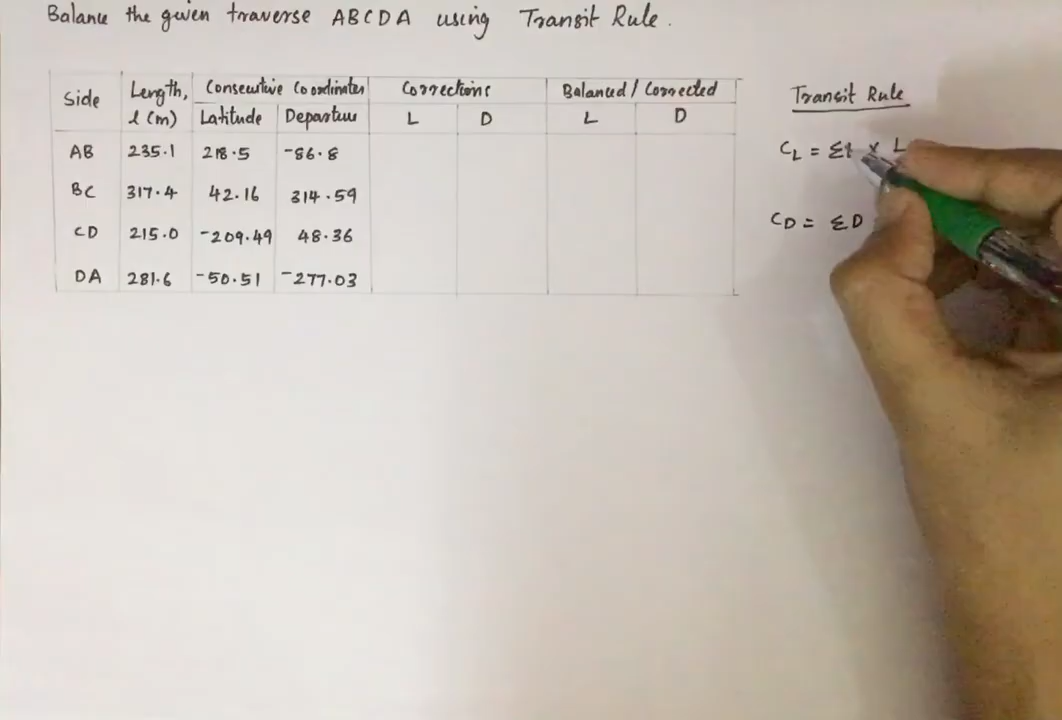 Balance the given traverse ABCDA using Transit Rule.
Side Length, l (m) Consecutive Coordinates Corrections Balanced / Corrected
Latitude Departure L D L D
AB 235.1 218.5 -86.8
BC 317.4 42.16 314.59
CD 215.0 -209.49 48.36
DA 281.6 -50.51 -277.03
Transit Rule
CL = Σ × L
CD = ΣD